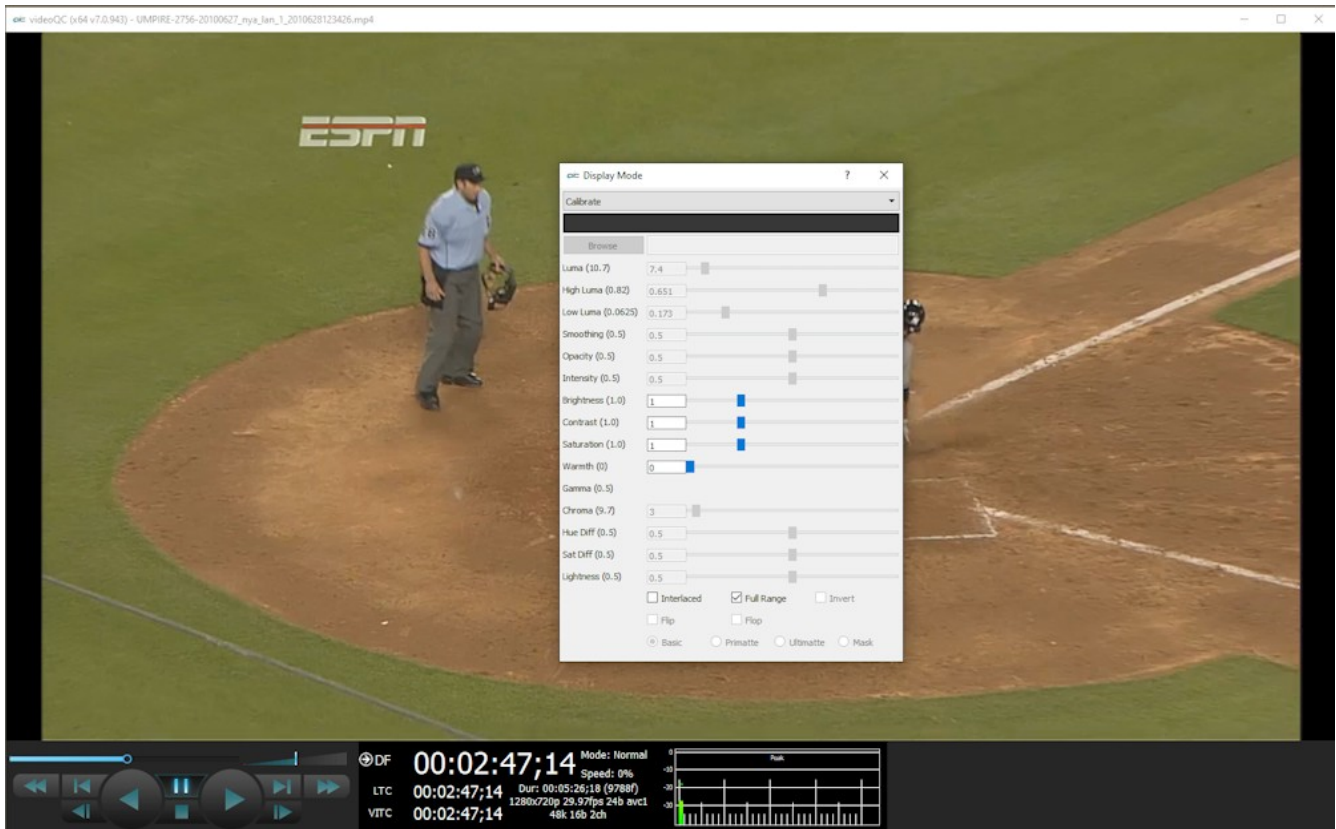 videoQC (x64 v7.0.943) - UMPIRE-2756-20100627_nya_lan_1_2010628123426.mp4
ESPN
Display Mode ?
Calibrate
Browse
Luma (10.7) 7.4
High Luma (0.82) 0.651
Low Luma (0.0625) 0.173
Smoothing (0.5) 0.5
Opacity (0.5) 0.5
Intensity (0.5) 0.5
Brightness (1.0) 1
Contrast (1.0) 1
Saturation (1.0) 1
Warmth (0) 0
Gamma (0.5)
Chroma (9.7) 3
Hue Diff (0.5) 0.5
Sat Diff (0.5) 0.5
Lightness (0.5) 0.5
Interlaced Full Range Invert
Flip Flop
Basic Primatte Ultimatte Mask
DF 00:02:47;14 Mode: Normal
Speed: 0%
LTC 00:02:47;14 Dur: 00:05:26;18 (9788f)
1280x720p 29.97fps 24b avc1
VITC 00:02:47;14 48k 16b 2ch
Peak
0
-10
-20
-30